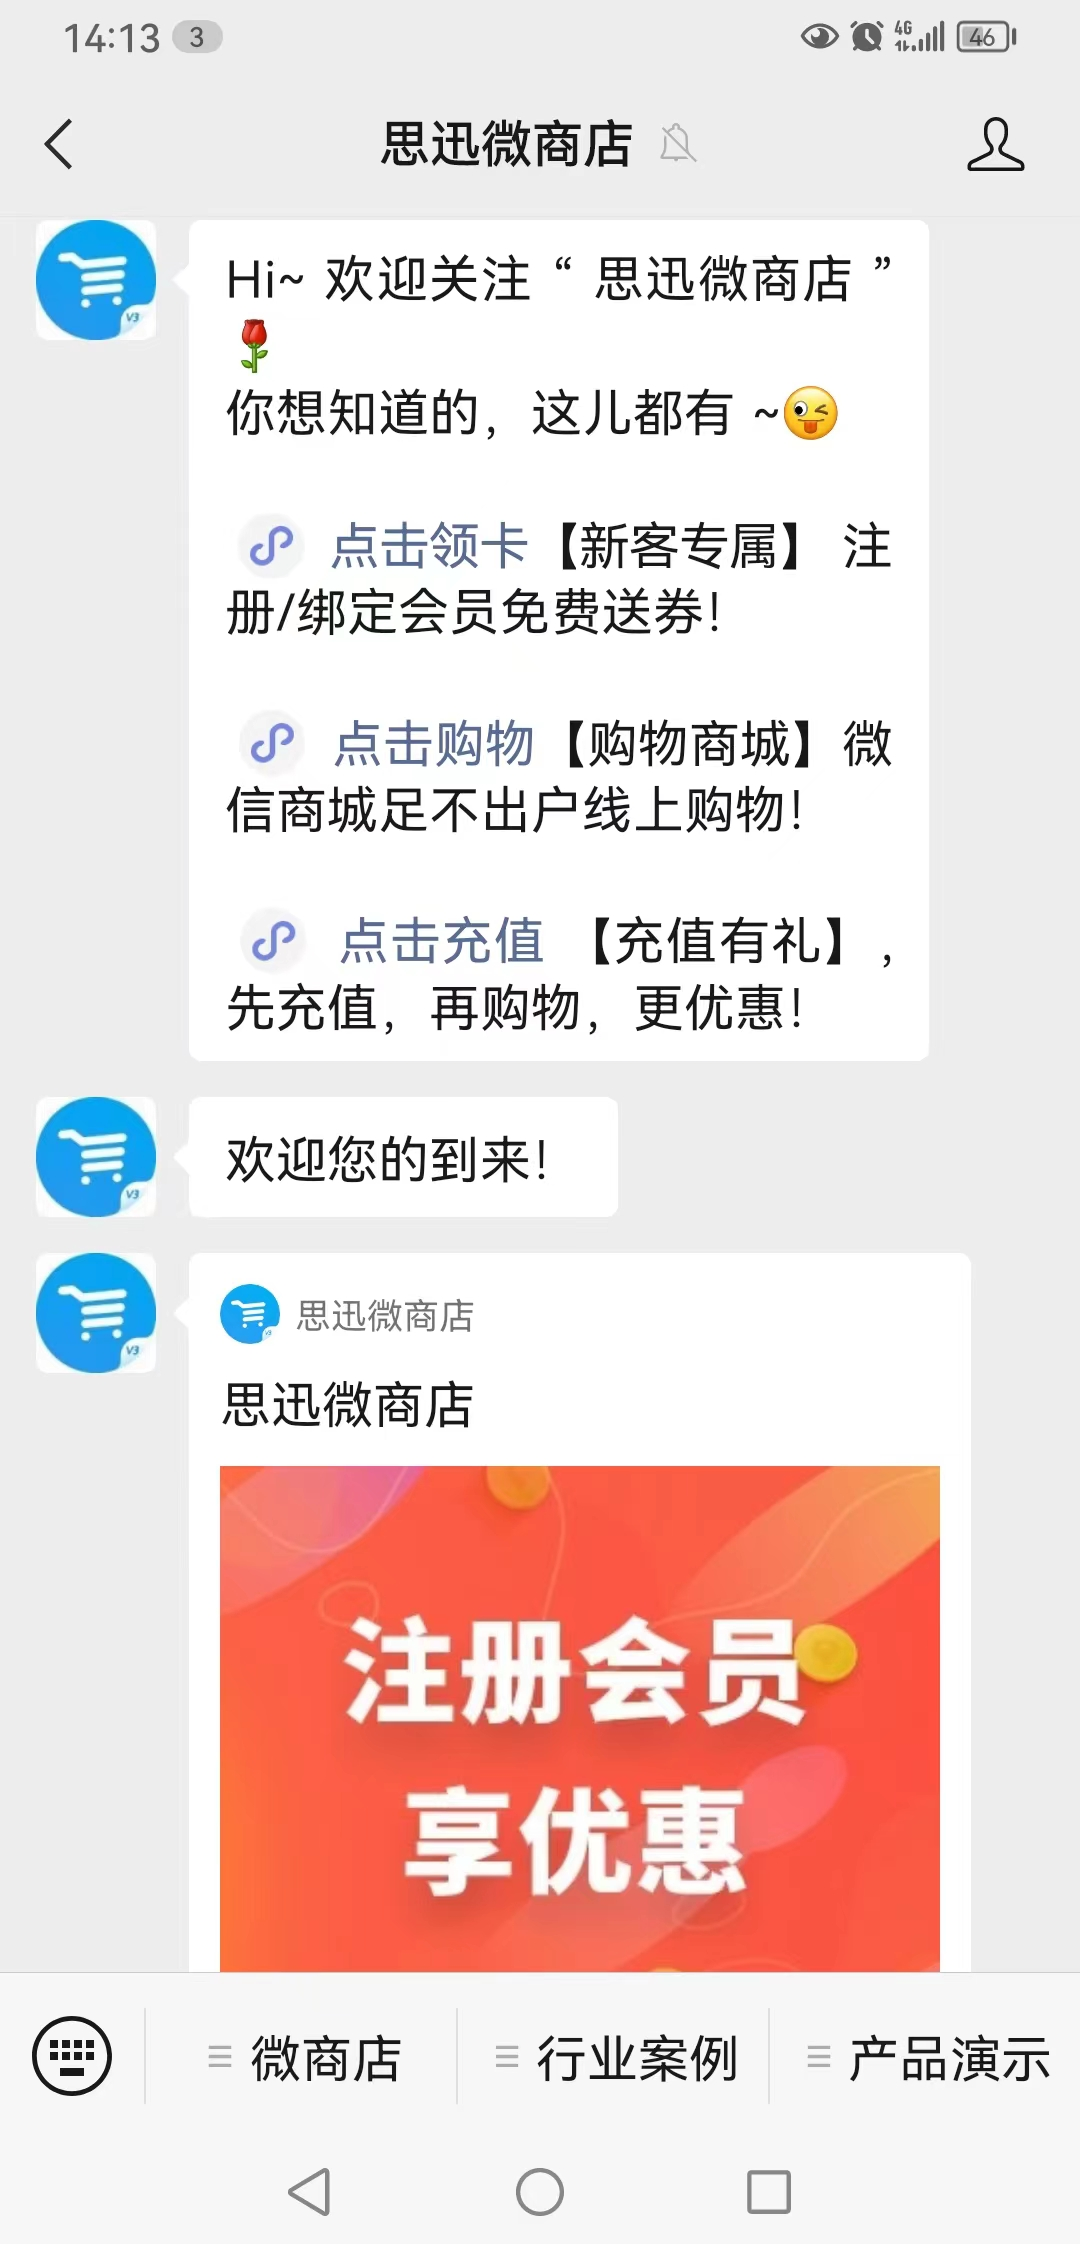 14:13 3 4G 46
思迅微商店
Hi~ 欢迎关注 “ 思迅微商店 ”
你想知道的，这儿都有 ~
点击领卡【新客专属】 注
册/绑定会员免费送券！
点击购物【购物商城】微
信商城足不出户线上购物！
点击充值 【充值有礼】，
先充值，再购物，更优惠！
V3
欢迎您的到来！
V3
思迅微商店
V3
思迅微商店
注册会员
享优惠
微商店 行业案例 产品演示